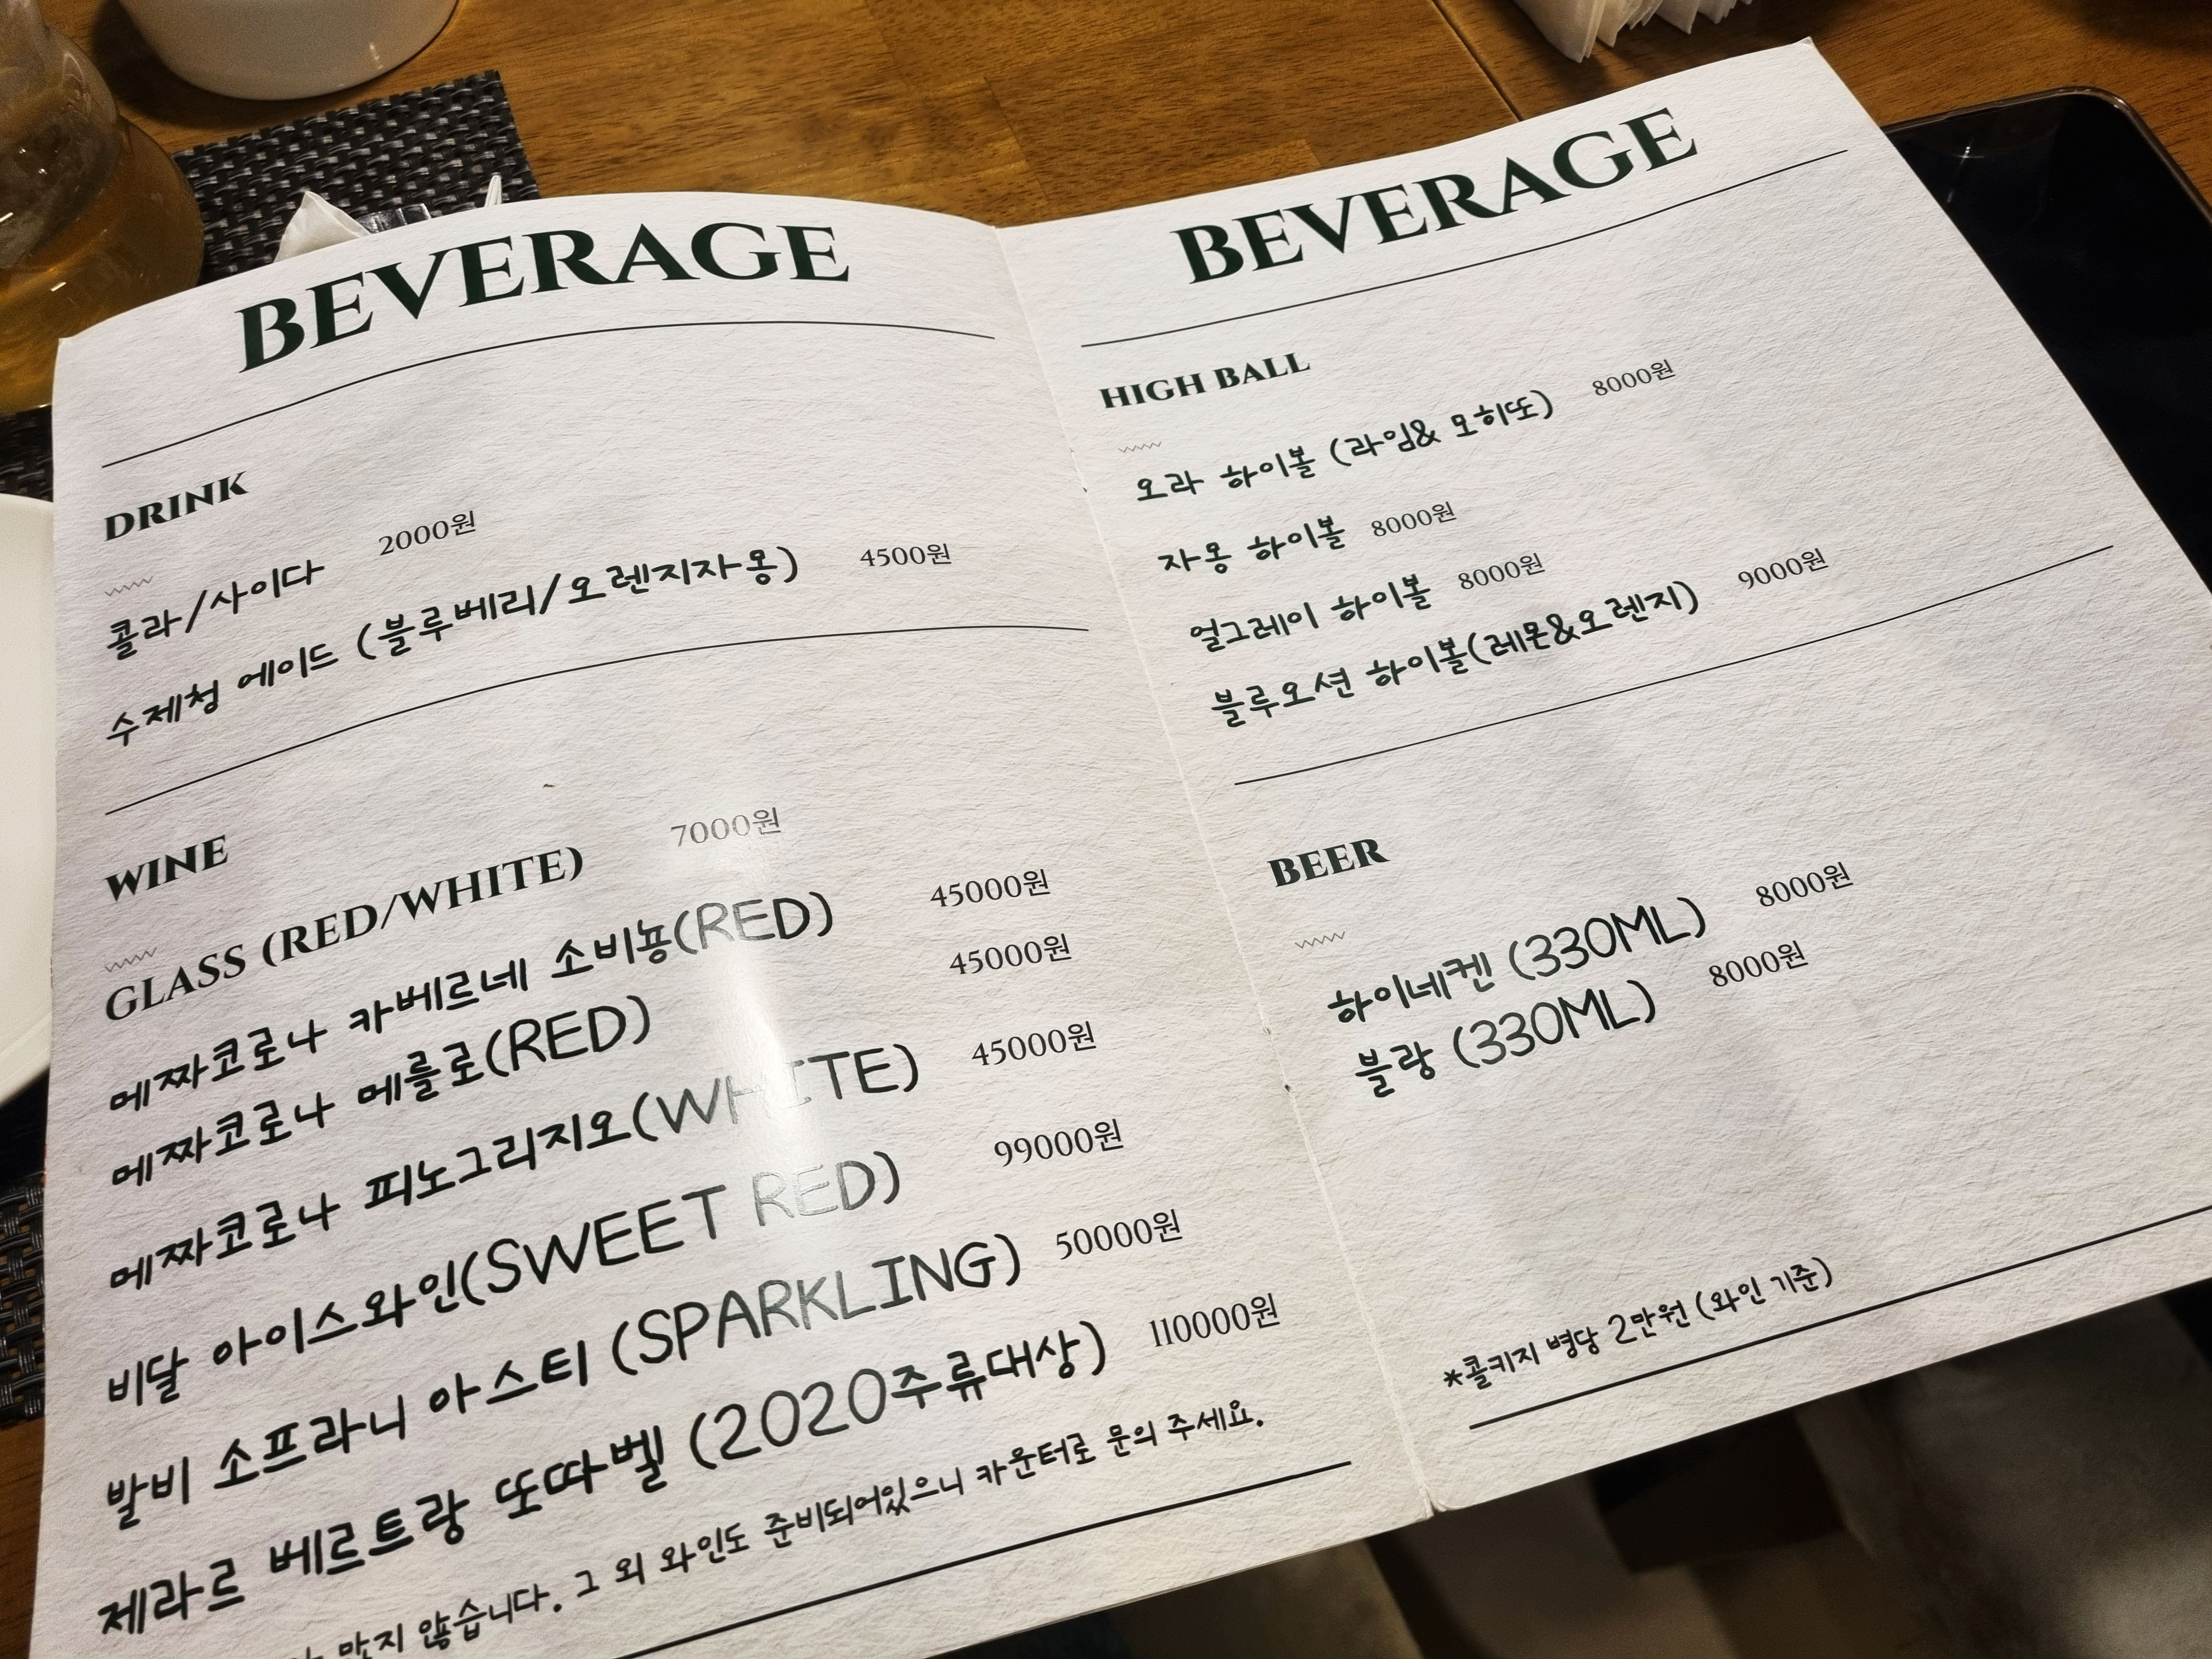 BEVERAGE
DRINK
콜라/사이다 2000원
수제청 에이드 (블루베리/오렌지자몽) 4500원
WINE
GLASS (RED/WHITE) 7000원
메짜코로나 카베르네 소비뇽(RED) 45000원
메짜코로나 메를로(RED) 45000원
메짜코로나 피노그리지오(WHITE) 45000원
비달 아이스와인(SWEET RED) 99000원
발비 소프라니 아스티 (SPARKLING) 50000원
제라르 베르트랑 또따벨 (2020주류대상) 110000원
않습니다. 그 외 와인도 준비되어있으니 카운터로 문의 주세요.
BEVERAGE
HIGH BALL
오라 하이볼 (라임& 모히또) 8000원
자몽 하이볼 8000원
얼그레이 하이볼 8000원
블루오션 하이볼(레몬&오렌지) 9000원
BEER
하이네켄 (330ML) 8000원
블랑 (330ML) 8000원
*콜키지 병당 2만원 (와인 기준)